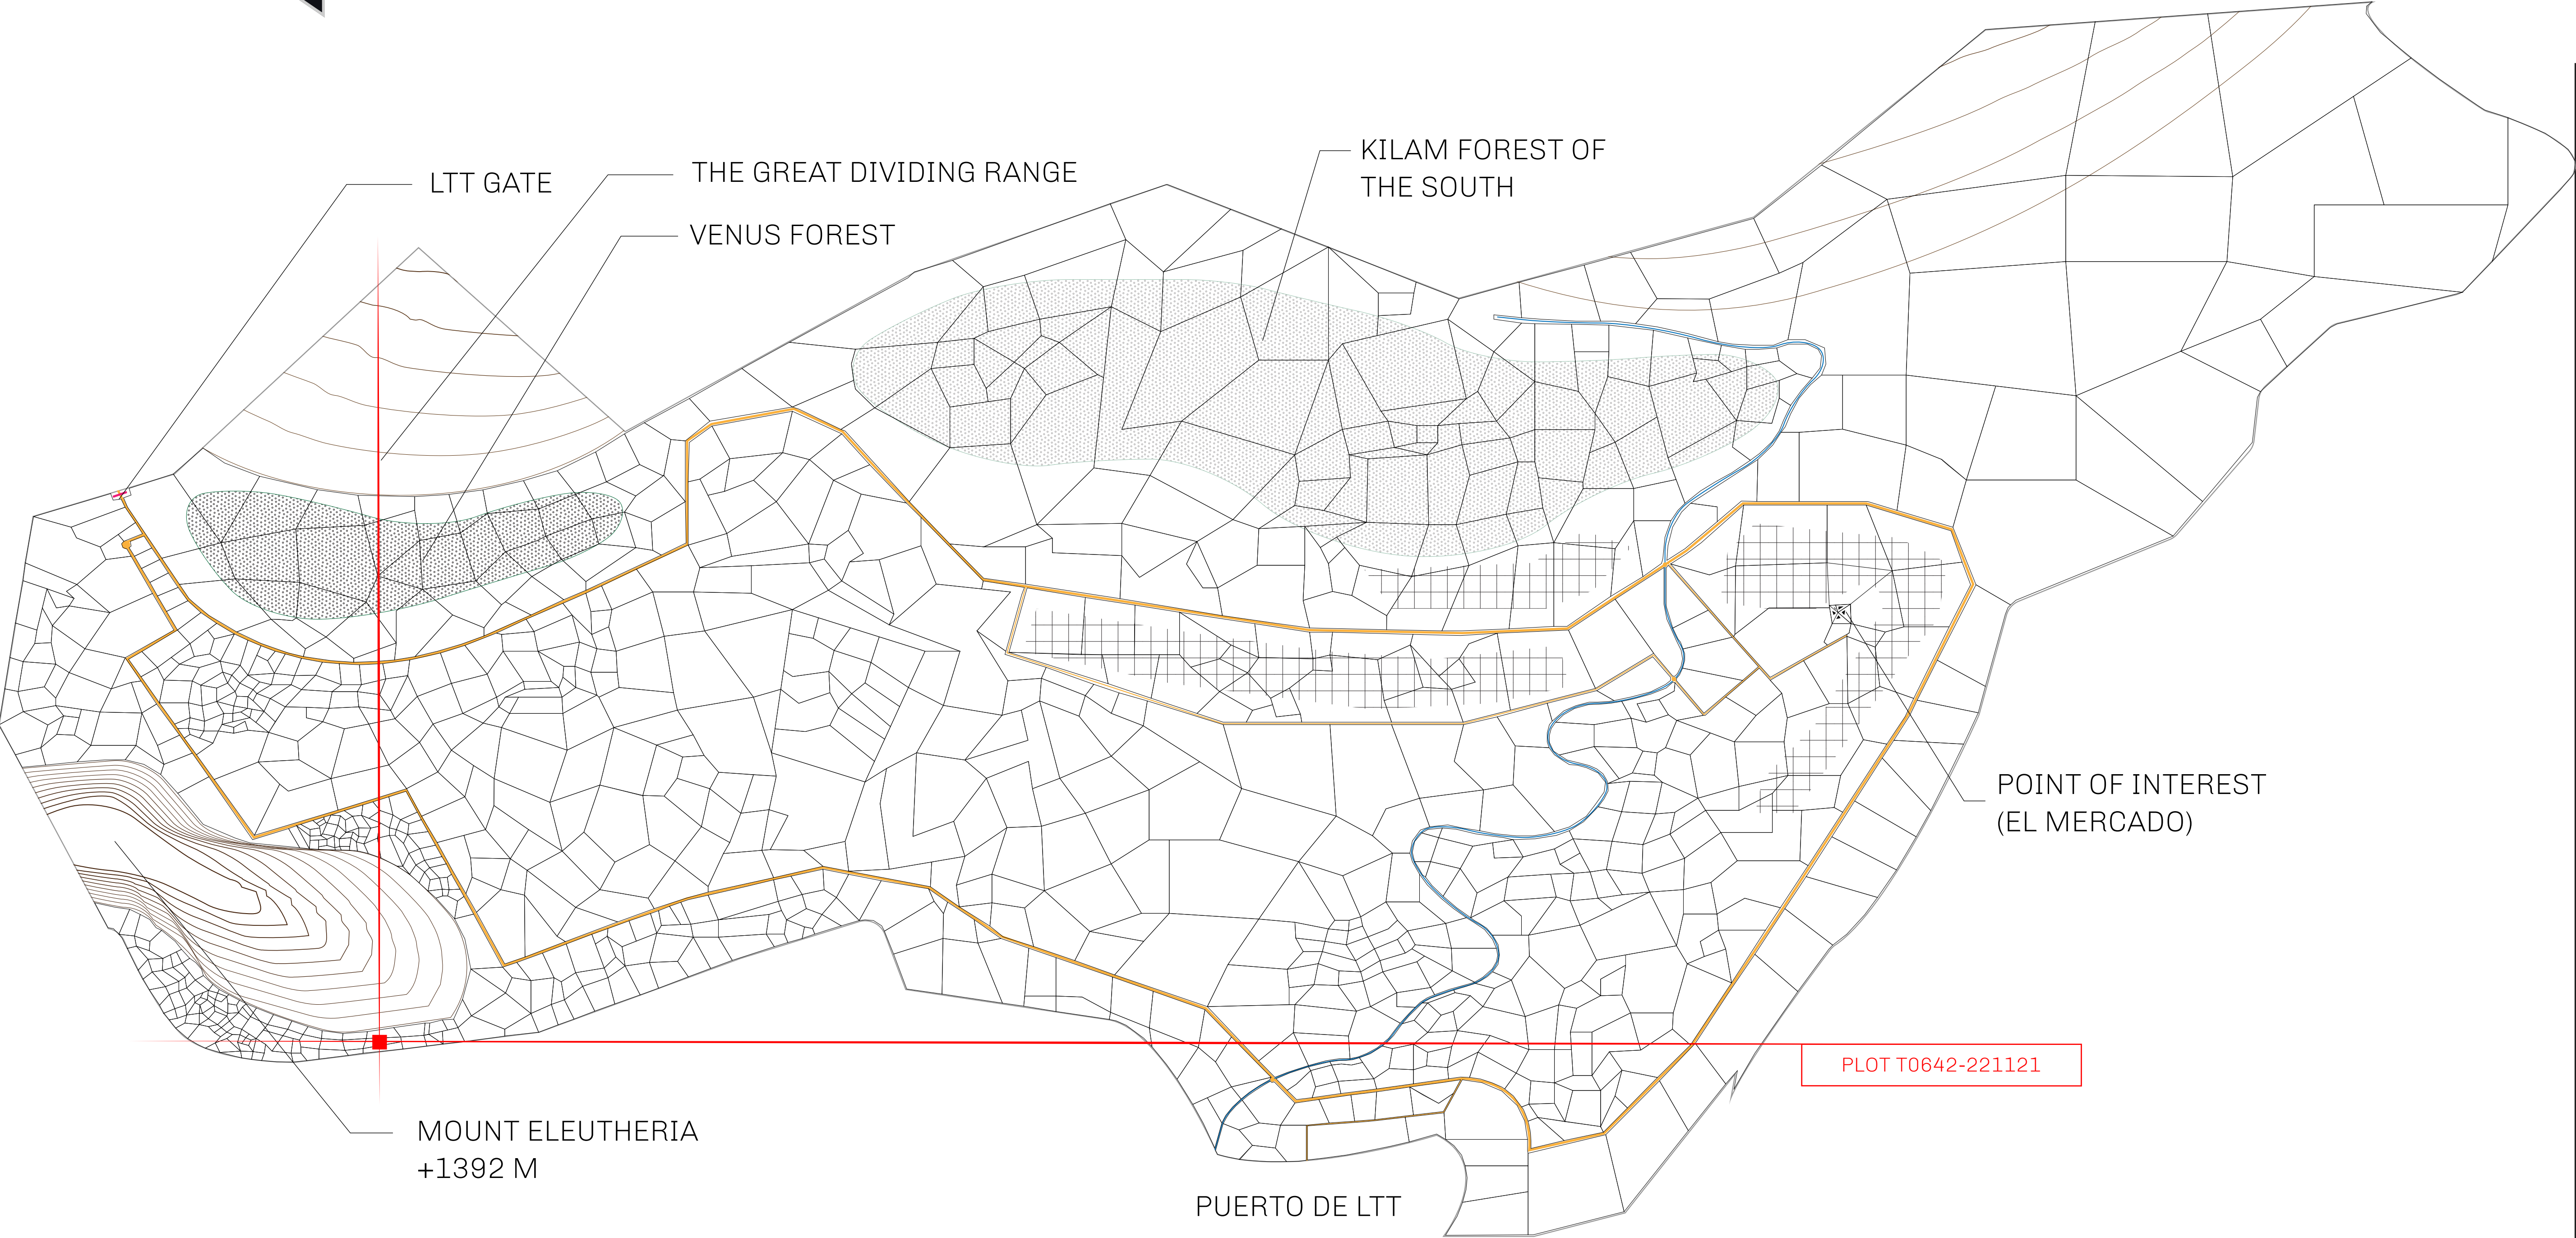 KILAM FOREST OF
THE SOUTH
THE GREAT DIVIDING RANGE
LTT GATE
VENUS FOREST
POINT OF INTEREST
(EL MERCADO)
PLOT T0642-221121
MOUNT ELEUTHERIA
+1392 M
PUERTO DE LTT